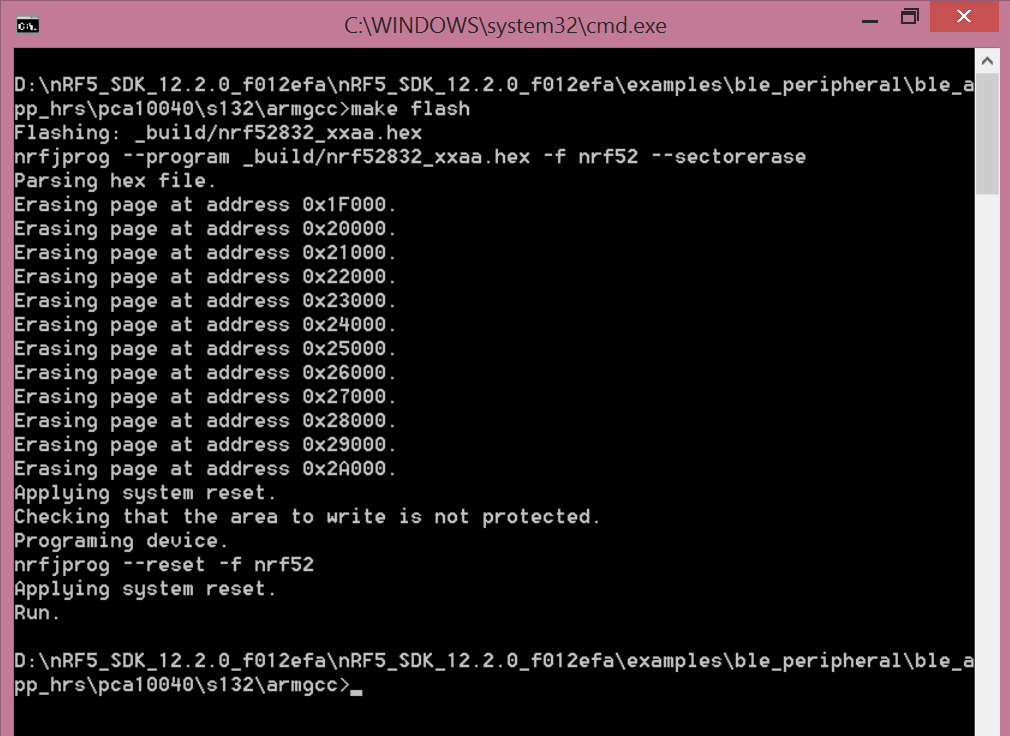 C:\WINDOWS\system32\cmd.exe
D:\nRF5_SDK_12.2.0_f012efa\nRF5_SDK_12.2.0_f012efa\examples\ble_peripheral\ble_a
pp_hrs\pca10040\s132\armgcc>make flash
Flashing: _build/nrf52832_xxaa.hex
nrfjprog --program _build/nrf52832_xxaa.hex -f nrf52 --sectorerase
Parsing hex file.
Erasing page at address 0x1F000.
Erasing page at address 0x20000.
Erasing page at address 0x21000.
Erasing page at address 0x22000.
Erasing page at address 0x23000.
Erasing page at address 0x24000.
Erasing page at address 0x25000.
Erasing page at address 0x26000.
Erasing page at address 0x27000.
Erasing page at address 0x28000.
Erasing page at address 0x29000.
Erasing page at address 0x2A000.
Applying system reset.
Checking that the area to write is not protected.
Programing device.
nrfjprog --reset -f nrf52
Applying system reset.
Run.
D:\nRF5_SDK_12.2.0_f012efa\nRF5_SDK_12.2.0_f012efa\examples\ble_peripheral\ble_a
pp_hrs\pca10040\s132\armgcc>